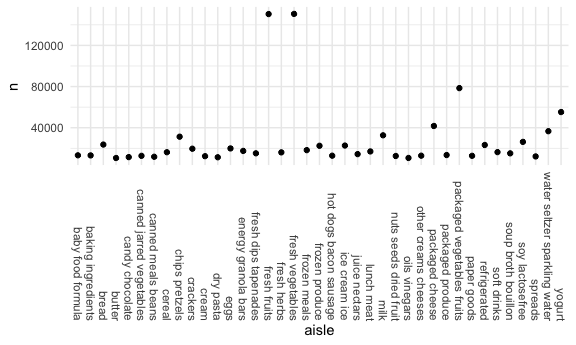 120000
80000
40000
n
baby food formula
baking ingredients
bread
butter
candy chocolate
canned jarred vegetables
canned meals beans
cereal
chips pretzels
crackers
cream
dry pasta
eggs
energy granola bars
fresh dips tapenades
fresh fruits
fresh herbs
fresh vegetables
frozen meals
frozen produce
hot dogs bacon sausage
ice cream ice
juice nectars
lunch meat
milk
nuts seeds dried fruit
oils vinegars
other creams cheeses
packaged cheese
packaged produce
packaged vegetables fruits
paper goods
refrigerated
soft drinks
soup broth bouillon
soy lactosefree
spreads
water seltzer sparkling water
yogurt
aisle